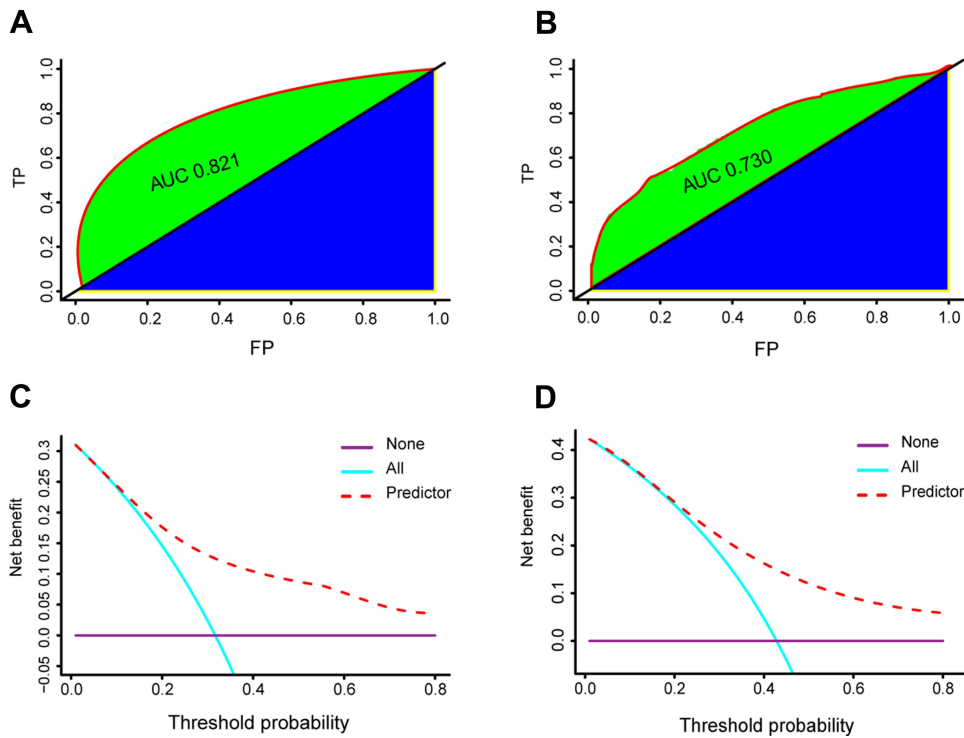 A
TP
0.0 0.2 0.4 0.6 0.8 1.0
AUC 0.821
0.0 0.2 0.4 0.6 0.8 1.0
FP
B
TP
0.0 0.2 0.4 0.6 0.8 1.0
AUC 0.730
0.0 0.2 0.4 0.6 0.8 1.0
FP
C
Net benefit
−0.05 0.0 0.05 0.1 0.15 0.20 0.25 0.3
None
All
Predictor
0.0 0.2 0.4 0.6 0.8
Threshold probability
D
Net benefit
0.0 0.1 0.2 0.3 0.4
None
All
Predictor
0.0 0.2 0.4 0.6 0.8
Threshold probability